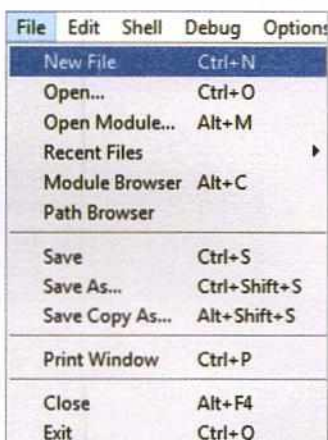 File Edit Shell Debug Options
New File Ctrl+N
Open... Ctrl+O
Open Module... Alt+M
Recent Files
Module Browser Alt+C
Path Browser
Save Ctrl+S
Save As... Ctrl+Shift+S
Save Copy As... Alt+Shift+S
Print Window Ctrl+P
Close Alt+F4
Exit Ctrl+Q